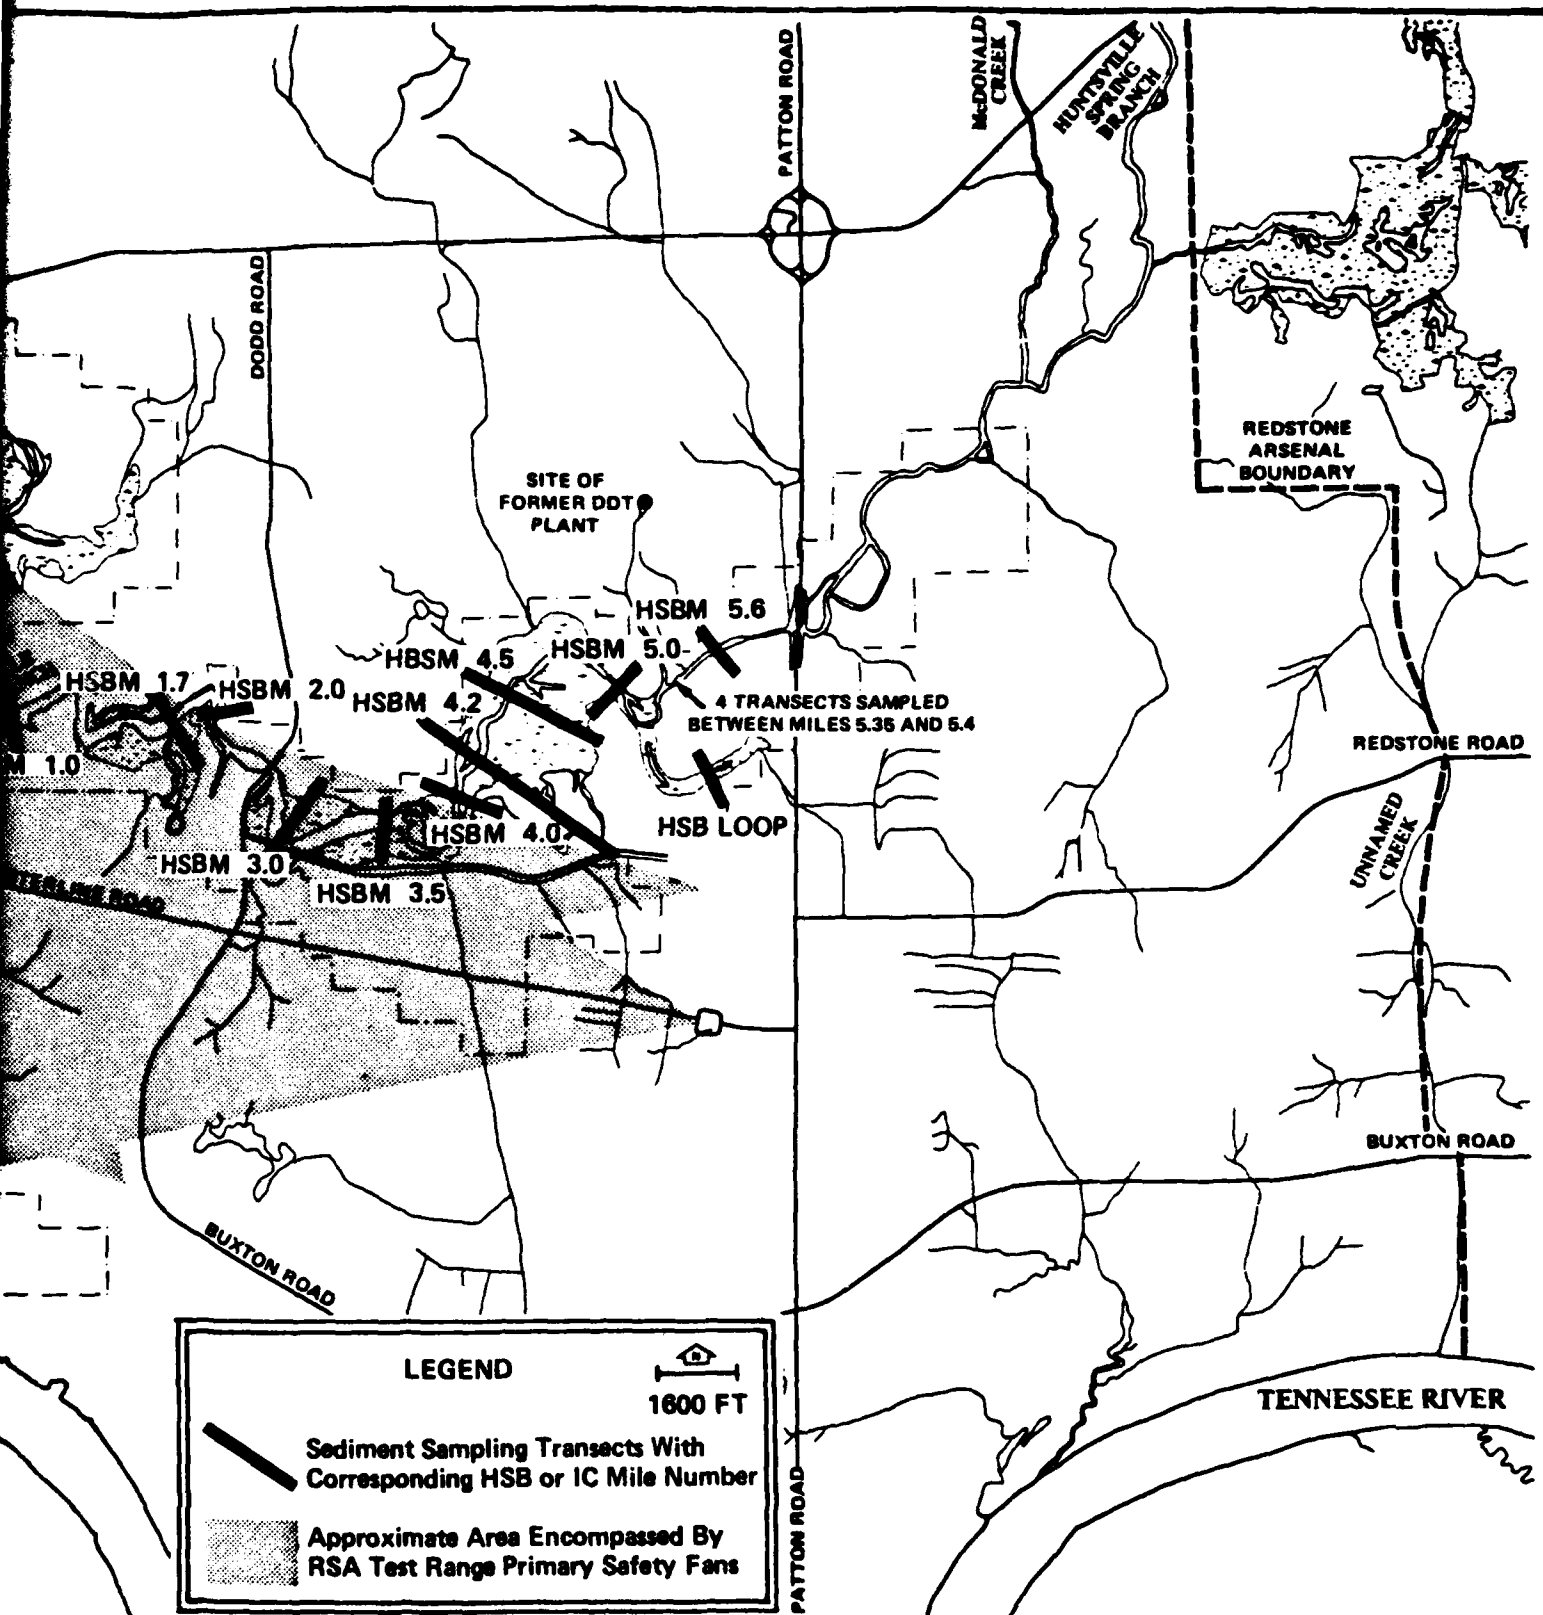 PATTON ROAD
McDONALD
CREEK
HUNTSVILLE
SPRING
BRANCH
DODD ROAD
REDSTONE
ARSENAL
BOUNDARY
SITE OF
FORMER DDT
PLANT
HSBM 5.6
HSBM 5.0
HBSM 4.5
HSBM 1.7
HSBM 2.0
HSBM 4.2
4 TRANSECTS SAMPLED
BETWEEN MILES 5.35 AND 5.4
REDSTONE ROAD
M 1.0
HSBM 4.0
HSB LOOP
UNNAMED
CREEK
HSBM 3.0
HSBM 3.5
TERLINE ROAD
BUXTON ROAD
BUXTON ROAD
LEGEND
N
1600 FT
TENNESSEE RIVER
Sediment Sampling Transects With
Corresponding HSB or IC Mile Number
PATTON ROAD
Approximate Area Encompassed By
RSA Test Range Primary Safety Fans